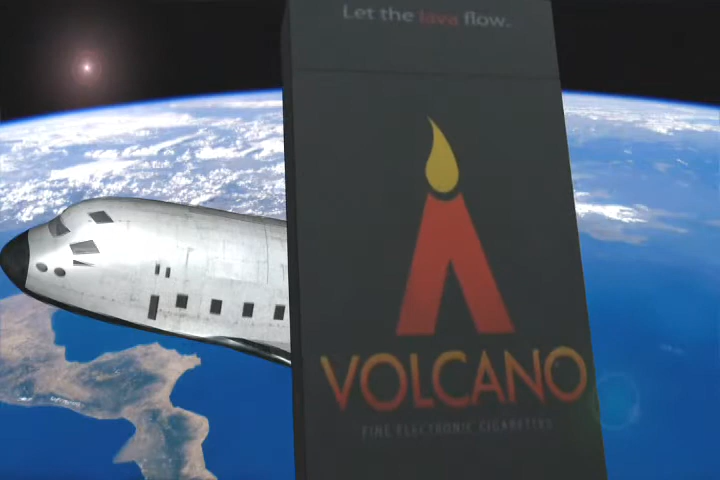 Let the lava flow.
VOLCANO
FINE ELECTRONIC CIGARETTES